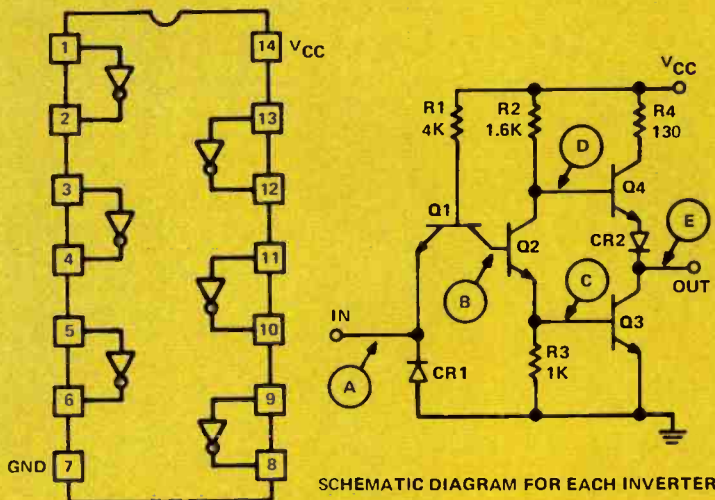 1
14 VCC
2
13
3
12
4
11
5
10
6
9
GND 7
8
VCC
R1
4K
R2
1.6K
R4
130
D
Q4
Q1
CR2
E
Q2
B
C
OUT
IN
Q3
A
CR1
R3
1K
SCHEMATIC DIAGRAM FOR EACH INVERTER